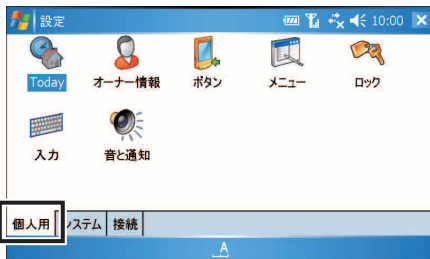 設定 10:00
Today オーナー情報 ボタン メニュー ロック
入力 音と通知
個人用 システム 接続
A